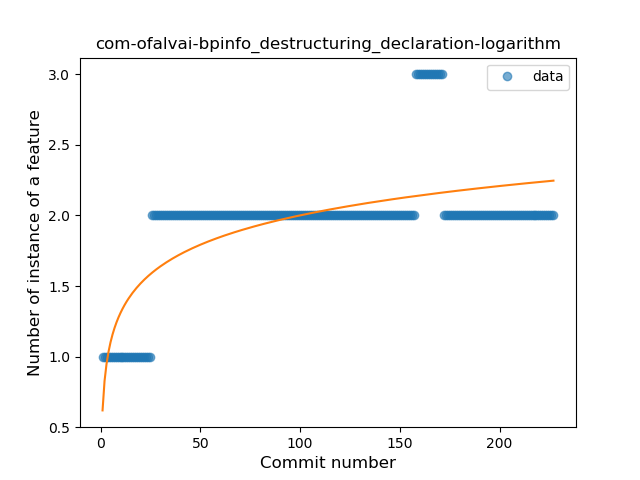 com-ofalvai-bpinfo_destructuring_declaration-logarithm
data
3.0
2.5
2.0
1.5
1.0
0.5
Number of instance of a feature
0 50 100 150 200
Commit number